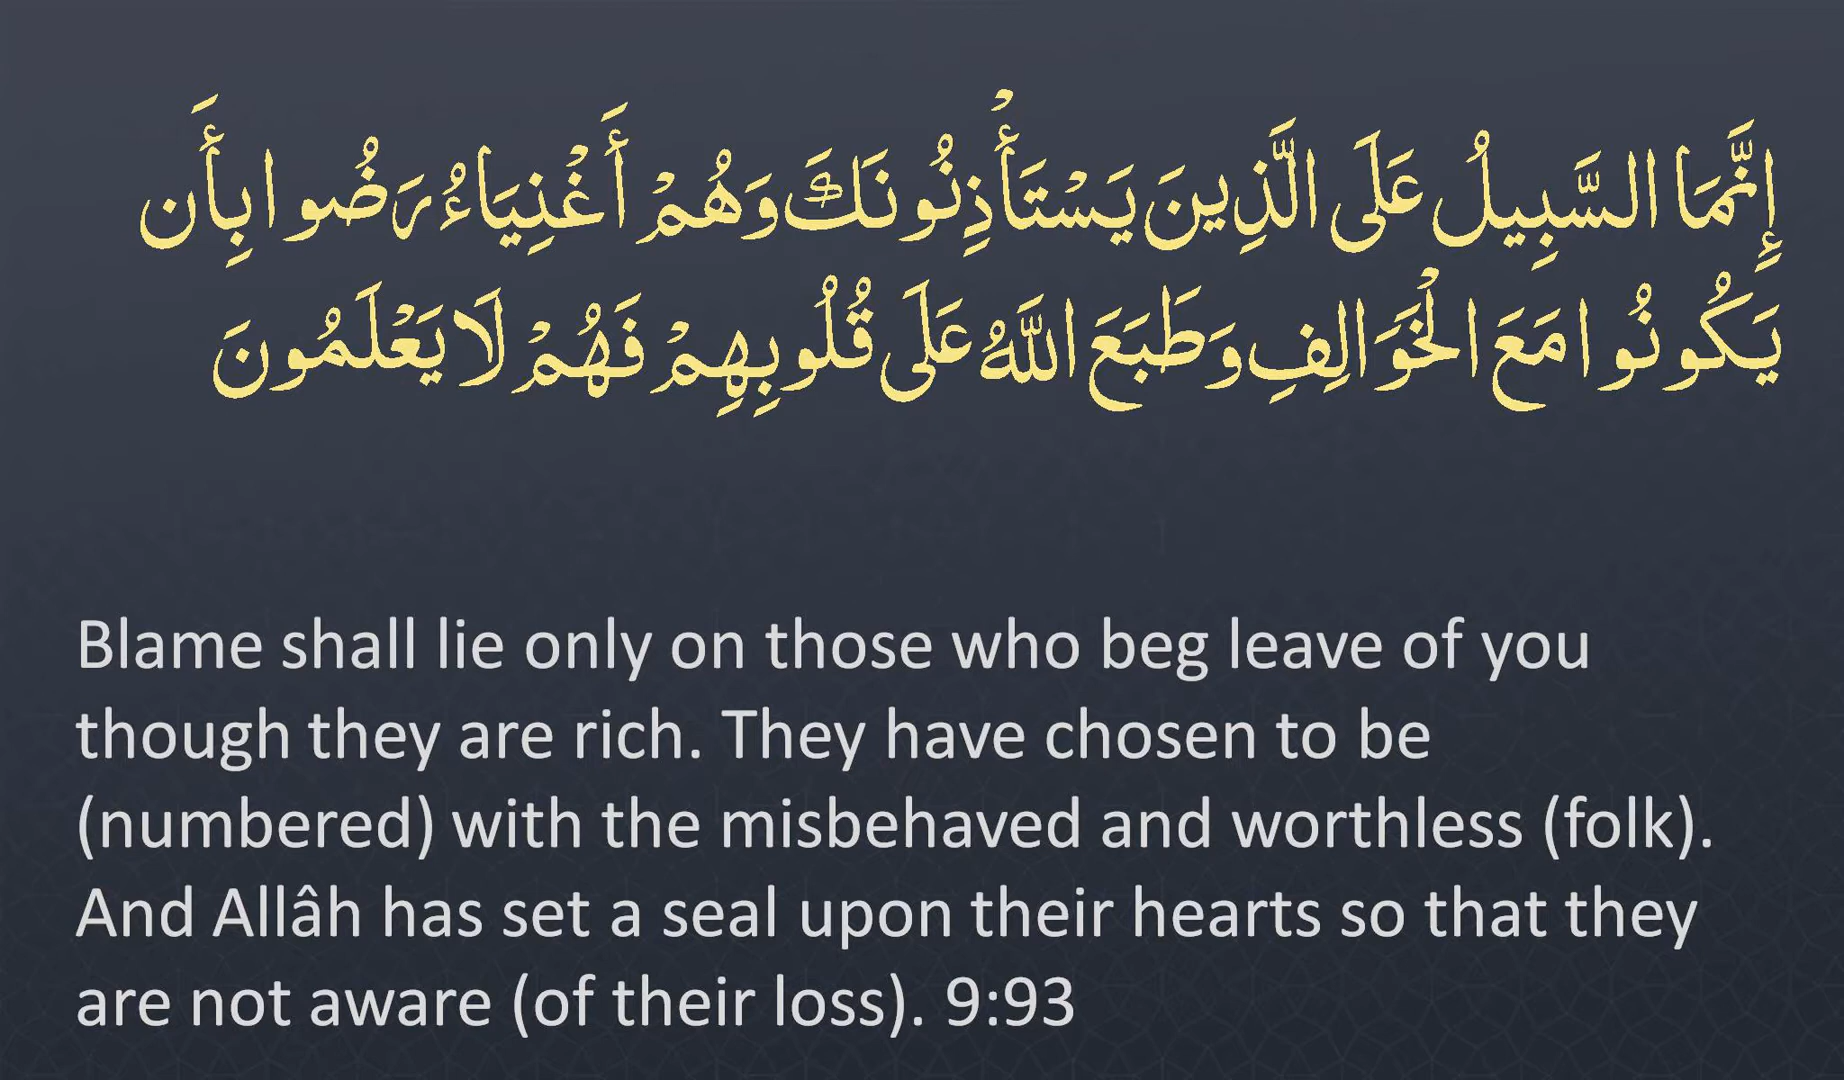 إِنَّمَا السَّبِيلُ عَلَى الَّذِينَ يَسْتَأْذِنُونَكَ وَهُمْ أَغْنِيَاءُ رَضُوا بِأَن
يَكُونُوا مَعَ الْخَوَالِفِ وَطَبَعَ اللَّهُ عَلَى قُلُوبِهِمْ فَهُمْ لَا يَعْلَمُونَ
Blame shall lie only on those who beg leave of you
though they are rich. They have chosen to be
(numbered) with the misbehaved and worthless (folk).
And Allâh has set a seal upon their hearts so that they
are not aware (of their loss). 9:93